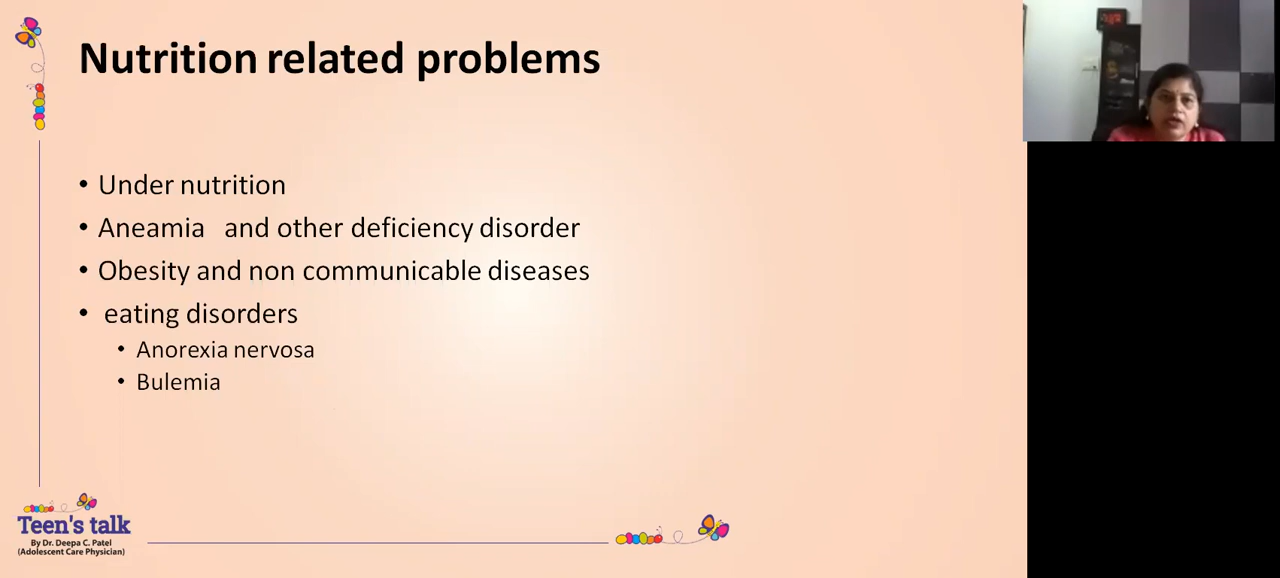 Nutrition related problems
• Under nutrition
• Aneamia and other deficiency disorder
• Obesity and non communicable diseases
• eating disorders
• Anorexia nervosa
• Bulemia
Teen's talk
By Dr. Deepa C. Patel
(Adolescent Care Physician)